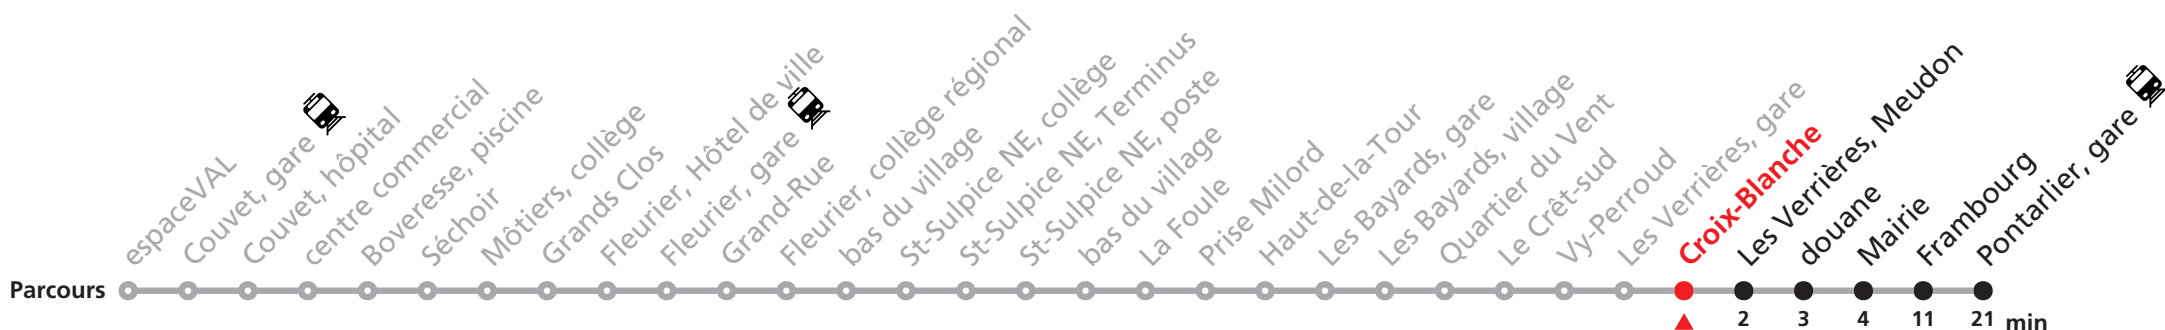 espaceVAL
Couvet, gare
Couvet, hôpital
centre commercial
Boveresse, piscine
Séchoir
Môtiers, collège
Grands Clos
Fleurier, Hôtel de ville
Fleurier, gare
Grand-Rue
Fleurier, collège régional
bas du village
St-Sulpice NE, collège
St-Sulpice NE, Terminus
St-Sulpice NE, poste
bas du village
La Foule
Prise Milord
Haut-de-la-Tour
Les Bayards, gare
Les Bayards, village
Quartier du Vent
Le Crêt-sud
Vy-Perroud
Les Verrières, gare
Croix-Blanche
Les Verrières, Meudon
douane
Mairie
Frambourg
Pontarlier, gare
Parcours
2 3 4 11 21 min